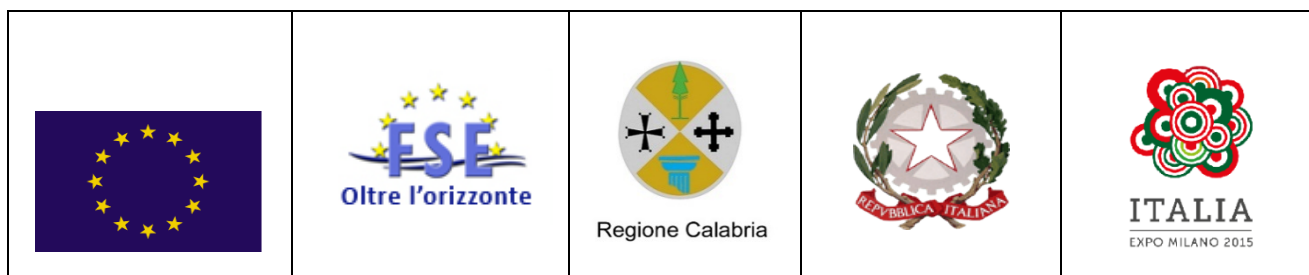 FSE
Oltre l'orizzonte
Regione Calabria
REPVBBLICA ITALIANA
ITALIA
EXPO MILANO 2015